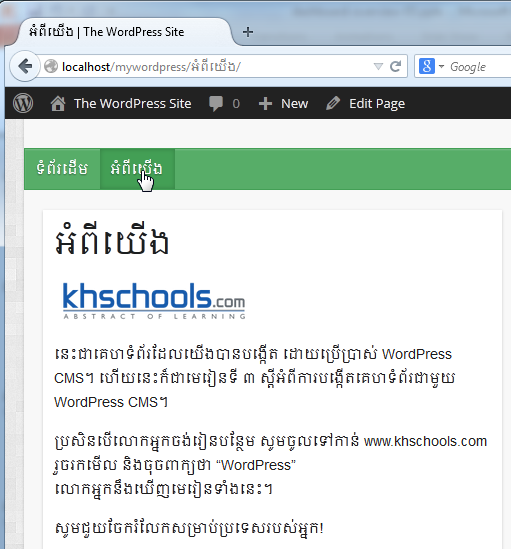 អំពីយើង | The WordPress Site
localhost/mywordpress/អំពីយើង/
Google
The WordPress Site 0 New Edit Page
ទំព័រដើម អំពីយើង
អំពីយើង
khschools.com
ABSTRACT OF LEARNING
នេះជាគេហទំព័រដែលយើងបានបង្កើត ដោយប្រើប្រាស់ WordPress
CMS។ ហើយនេះក៏ជាមេរៀនទី ៣ ស្ដីអំពីការបង្កើតគេហទំព័រជាមួយ
WordPress CMS។
ប្រសិនបើលោកអ្នកចង់រៀនបន្ថែម សូមចូលទៅកាន់ www.khschools.com
រួចរកមើល និងចុចពាក្យថា “WordPress”
លោកអ្នកនឹងឃើញមេរៀនទាំងនេះ។
សូមជួយចែករំលែកសម្រាប់ប្រទេសរបស់អ្នក!